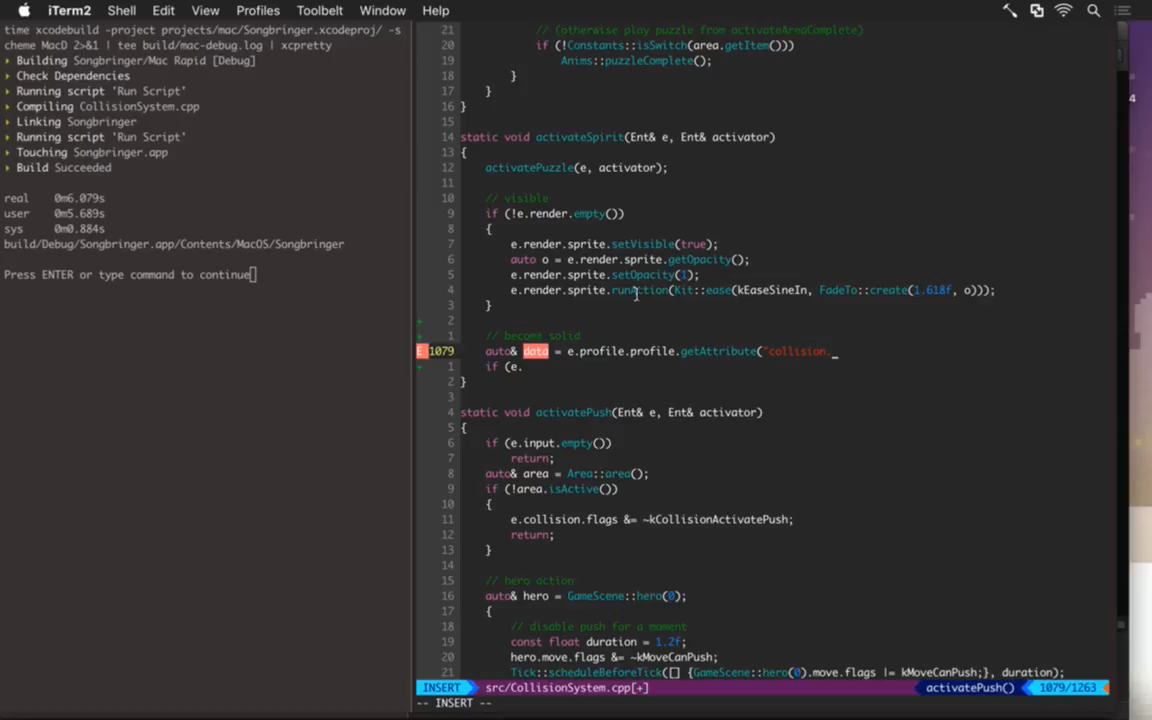 iTerm2 Shell Edit View Profiles Toolbelt Window Help
time xcodebuild -project projects/mac/Songbringer.xcodeproj/ -s
cheme MacD 2>&1 | tee build/mac-debug.log | xcpretty
▸ Building Songbringer/Mac Rapid [Debug]
▸ Check Dependencies
▸ Running script 'Run Script'
▸ Compiling CollisionSystem.cpp
▸ Linking Songbringer
▸ Running script 'Run Script'
▸ Touching Songbringer.app
▸ Build Succeeded
real 0m6.079s
user 0m5.689s
sys 0m0.884s
build/Debug/Songbringer.app/Contents/MacOS/Songbringer
Press ENTER or type command to continue
21 // (otherwise play puzzle from activateAreaComplete)
20 if (!Constants::isSwitch(area.getItem()))
19 Anims::puzzleComplete();
18 }
17 }
16 }
15
14 static void activateSpirit(Ent& e, Ent& activator)
13 {
12 activatePuzzle(e, activator);
11
10 // visible
9 if (!e.render.empty())
8 {
7 e.render.sprite.setVisible(true);
6 auto o = e.render.sprite.getOpacity();
5 e.render.sprite.setOpacity(1);
4 e.render.sprite.runAction(Kit::ease(kEaseSineIn, FadeTo::create(1.618f, o)));
3 }
+ 2
+ 1 // become solid
E 1079 auto& data = e.profile.profile.getAttribute("collision._
+ 1 if (e.
2 }
3
4 static void activatePush(Ent& e, Ent& activator)
5 {
6 if (e.input.empty())
7 return;
8 auto& area = Area::area();
9 if (!area.isActive())
10 {
11 e.collision.flags &= ~kCollisionActivatePush;
12 return;
13 }
14
15 // hero action
16 auto& hero = GameScene::hero(0);
17 {
18 // disable push for a moment
19 const float duration = 1.2f;
20 hero.move.flags &= ~kMoveCanPush;
21 Tick::scheduleBeforeTick([] {GameScene::hero(0).move.flags |= kMoveCanPush;}, duration);
INSERT src/CollisionSystem.cpp[+] activatePush() 1079/1263
-- INSERT --
4